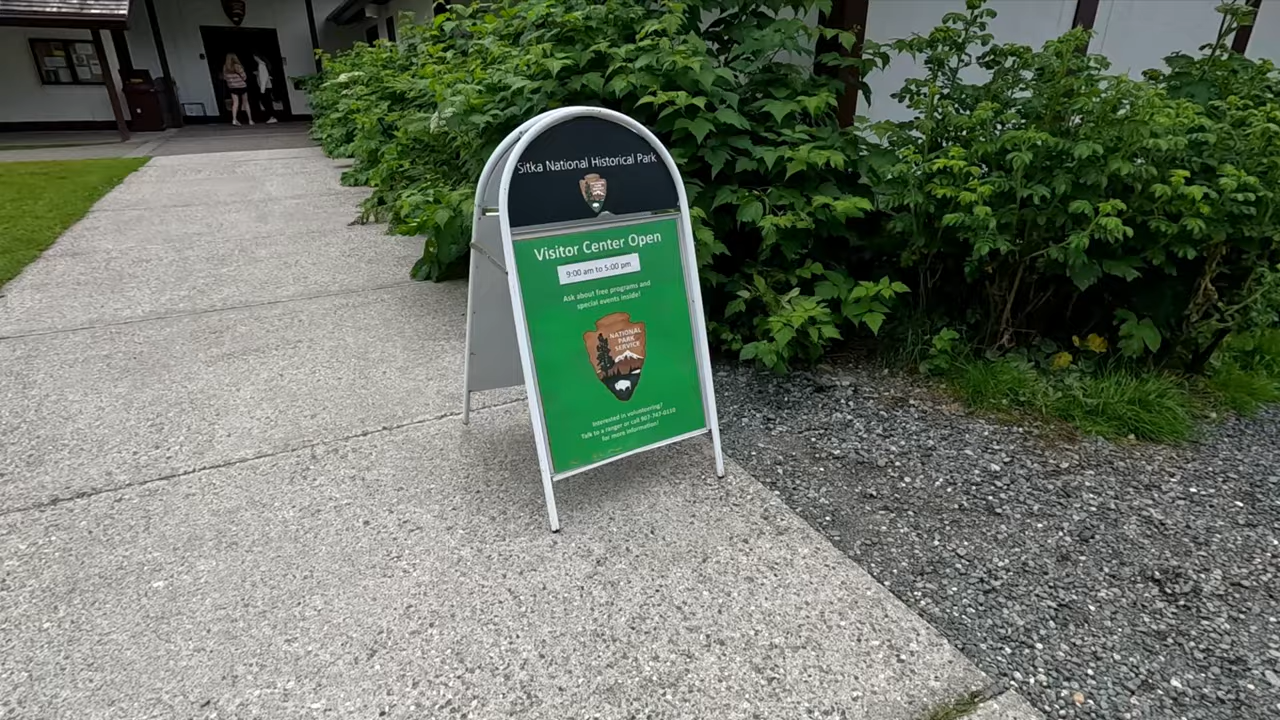 Sitka National Historical Park
Visitor Center Open
9:00 am to 5:00 pm
Ask about free programs and
special events inside!
NATIONAL
PARK
SERVICE
Interested in volunteering?
Talk to a ranger or call 907-747-0110
for more information!